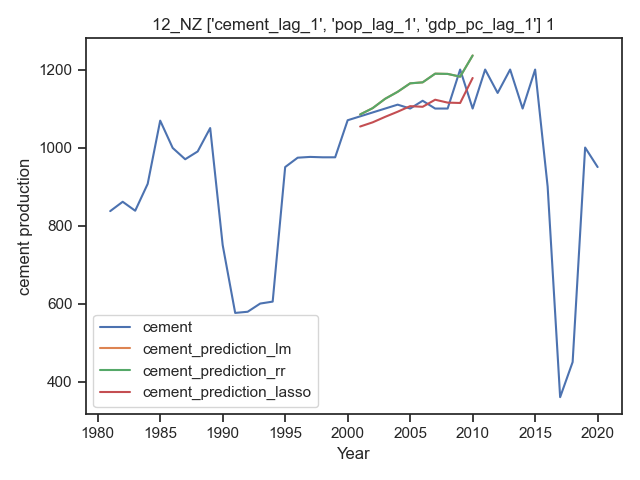 12_NZ ['cement_lag_1', 'pop_lag_1', 'gdp_pc_lag_1'] 1
1200
1000
800
600
400
cement production
cement
cement_prediction_lm
cement_prediction_rr
cement_prediction_lasso
1980 1985 1990 1995 2000 2005 2010 2015 2020
Year